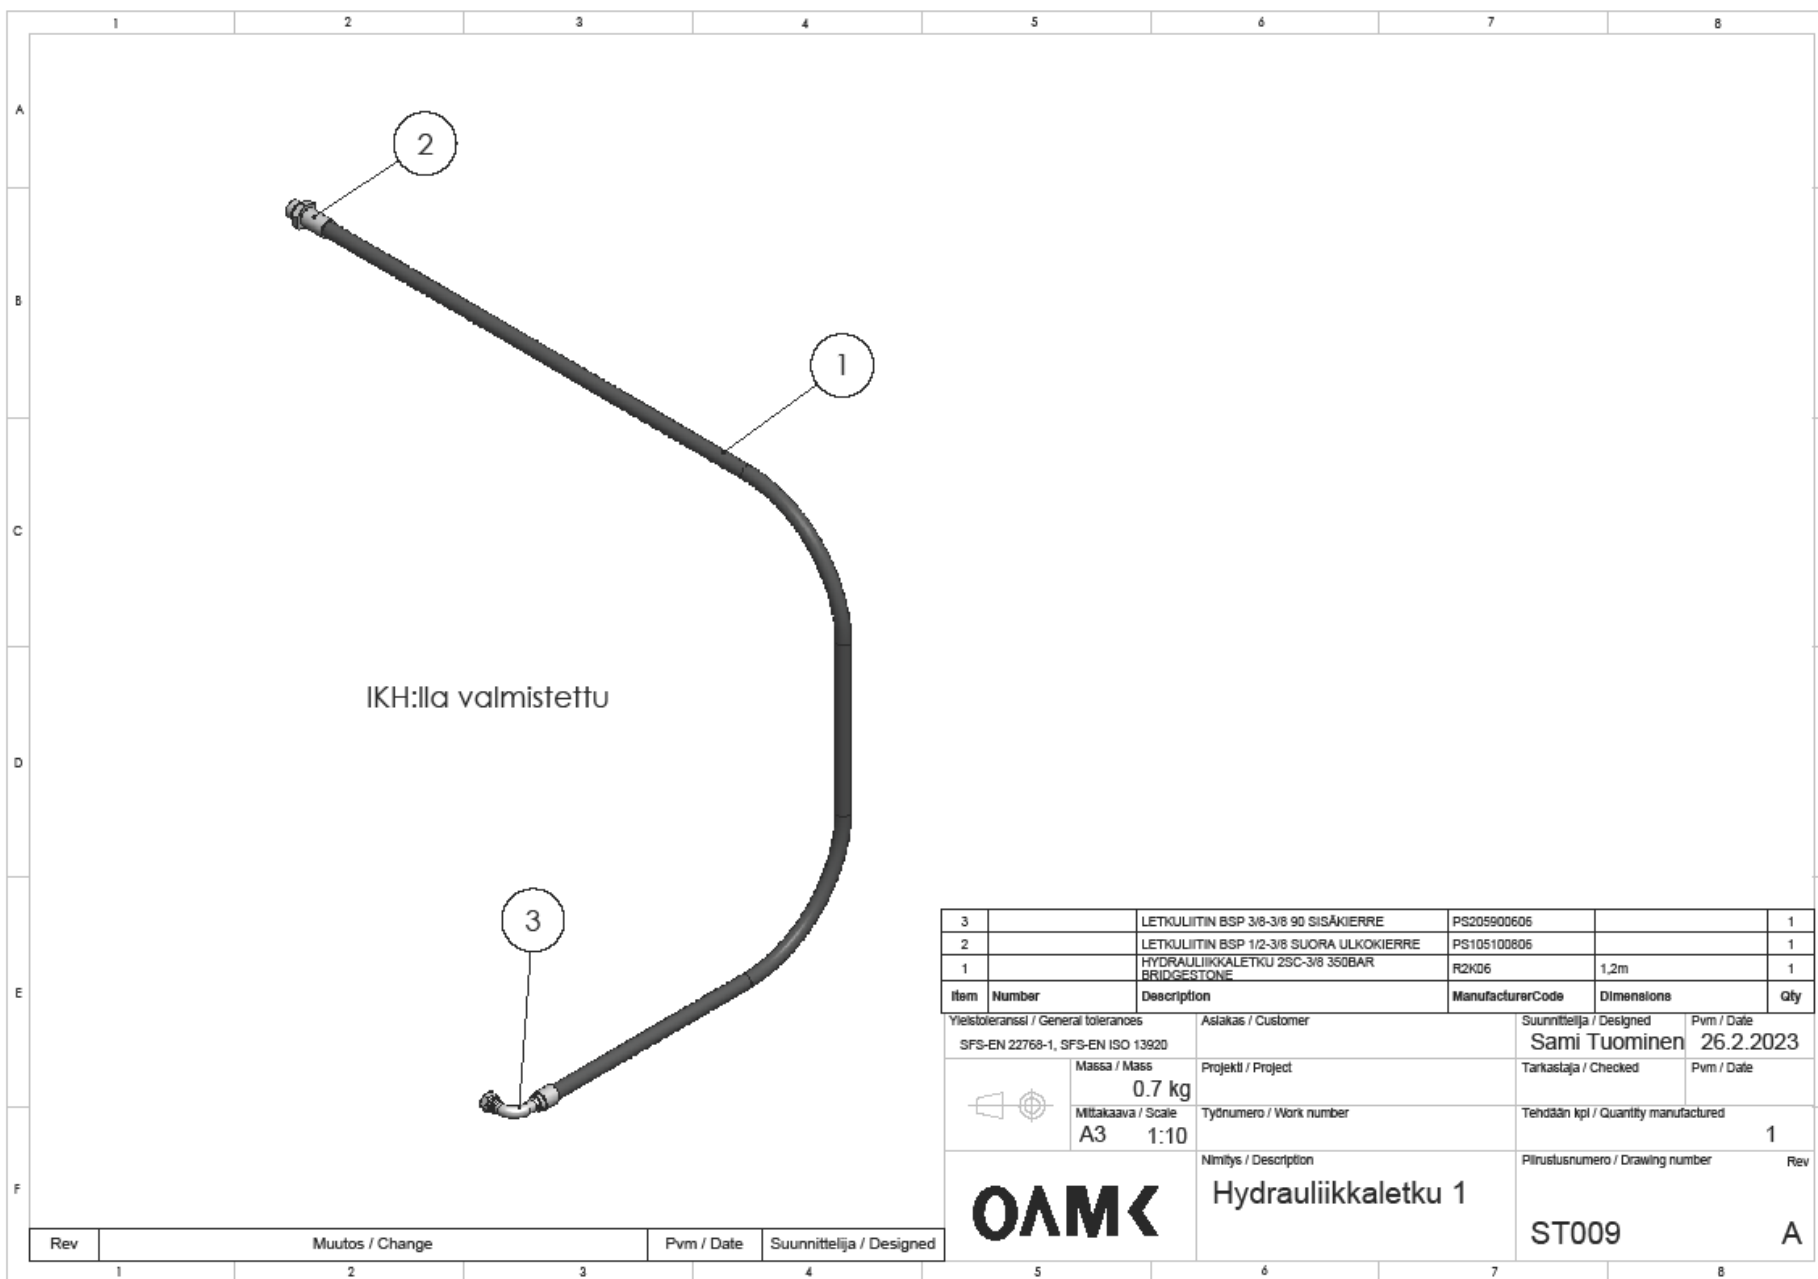 1 2 3 4 5 6 7 8
A
2
B
1
C
IKH:lla valmistettu
D
3
E
F
3 LETKULIITIN BSP 3/8-3/8 90 SISÄKIERRE PS205900606 1
2 LETKULIITIN BSP 1/2-3/8 SUORA ULKOKIERRE PS105100806 1
1 HYDRAULIIKKALETKU 2SC-3/8 350BAR
BRIDGESTONE R2K06 1,2m 1
Item Number Description ManufacturerCode Dimensions Qty
Yleistoleranssi / General tolerances
SFS-EN 22768-1, SFS-EN ISO 13920
Asiakas / Customer
Suunnittelija / Designed
Sami Tuominen
Pvm / Date
26.2.2023
Massa / Mass
0.7 kg
Projekti / Project
Tarkastaja / Checked
Pvm / Date
Mittakaava / Scale
A3 1:10
Työnumero / Work number
Tehdään kpl / Quantity manufactured
1
OAMK
Nimitys / Description
Hydrauliikkaletku 1
Piirustusnumero / Drawing number
ST009
Rev
A
Rev Muutos / Change Pvm / Date Suunnittelija / Designed
1 2 3 4 5 6 7 8